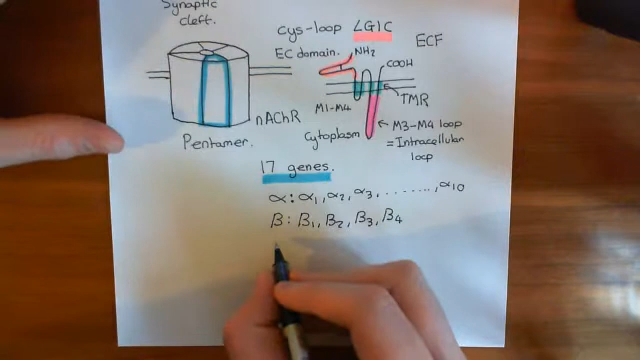 Synaptic
cleft.
cys-loop LGIC
EC domain.
NH2
ECF
COOH
M1-M4
TMR
nAChR
Cytoplasm
M3-M4 loop
= Intracellular
loop
Pentamer.
17 genes.
α: α1, α2, α3, ........, α10
β: β1, β2, β3, β4